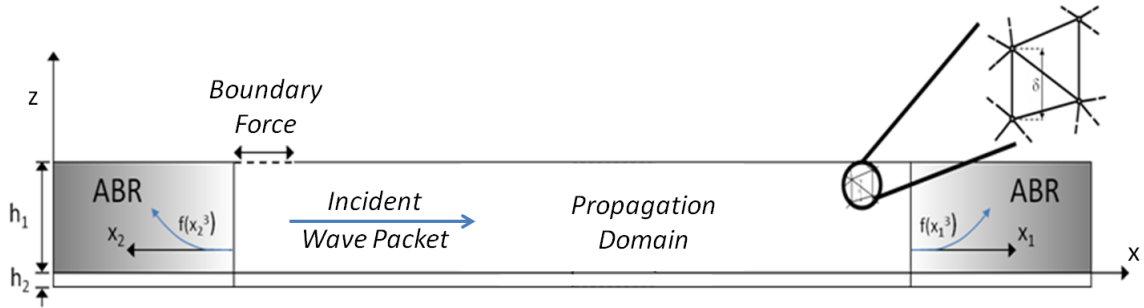 z
Boundary
Force
δ
ABR
ABR
h₁
f(x₂³)
x₂
Incident
Wave Packet
Propagation
Domain
f(x₁³)
x₁
x
h₂